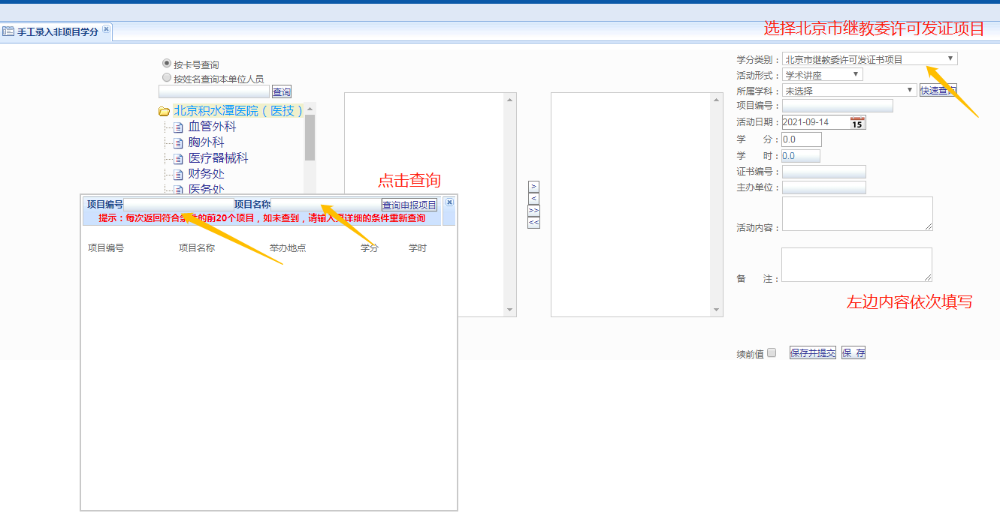 手工录入非项目学分
选择北京市继教委许可发证项目
按卡号查询
按姓名查询本单位人员
查询
北京积水潭医院（医技）
血管外科
胸外科
医疗器械科
财务处
医务处
点击查询
项目编号 项目名称 查询申报项目
提示：每次返回符合条件的前20个项目，如未查到，请输入更详细的条件重新查询
项目编号 项目名称 举办地点 学分 学时
>
<
>>
<<
学分类别： 北京市继教委许可发证书项目
活动形式： 学术讲座
所属学科： 未选择 快速查询
项目编号：
活动日期： 2021-09-14 15
学 分： 0.0
学 时： 0.0
证书编号：
主办单位：
活动内容：
备 注：
左边内容依次填写
续前值 保存并提交 保 存